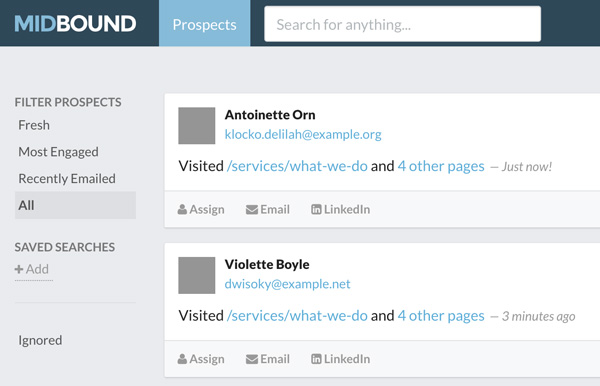 MIDBOUND
Prospects
Search for anything...
FILTER PROSPECTS
Fresh
Most Engaged
Recently Emailed
All
SAVED SEARCHES
+ Add
Ignored
Antoinette Orn
klocko.delilah@example.org
Visited /services/what-we-do and 4 other pages — Just now!
Assign Email LinkedIn
Violette Boyle
dwisoky@example.net
Visited /services/what-we-do and 4 other pages — 3 minutes ago
Assign Email LinkedIn